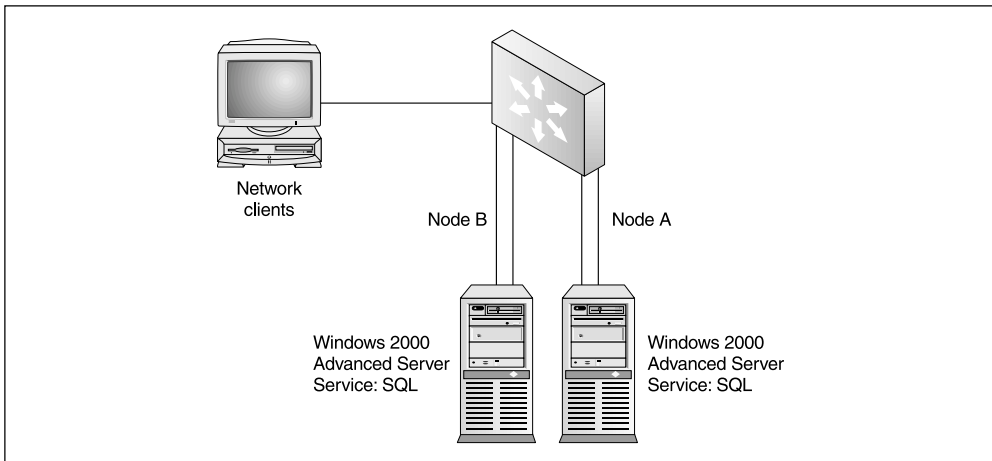 Network
clients
Node B
Node A
Windows 2000
Advanced Server
Service: SQL
Windows 2000
Advanced Server
Service: SQL